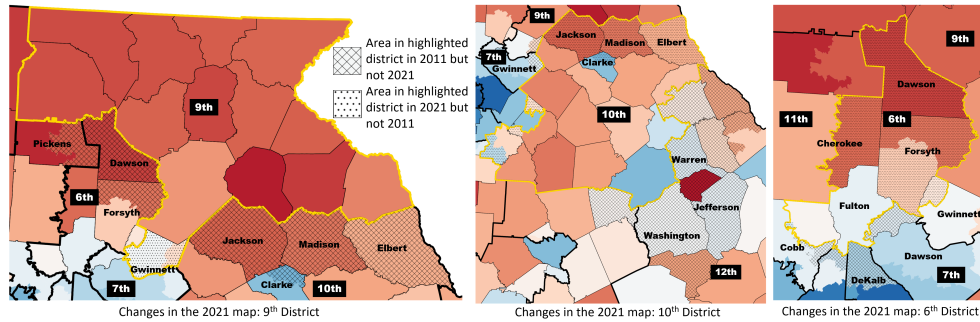 Pickens
Dawson
9th
6th
Forsyth
Gwinnett
7th
Jackson
Madison
Elbert
Clarke
10th
Area in highlighted
district in 2011 but
not 2021
Area in highlighted
district in 2021 but
not 2011
Changes in the 2021 map: 9th District
9th
7th
Gwinnett
Jackson
Madison
Elbert
Clarke
10th
Warren
Jefferson
Washington
12th
Changes in the 2021 map: 10th District
9th
Dawson
11th
6th
Cherokee
Forsyth
Fulton
Gwinnett
Cobb
Dawson
DeKalb
7th
Changes in the 2021 map: 6th District